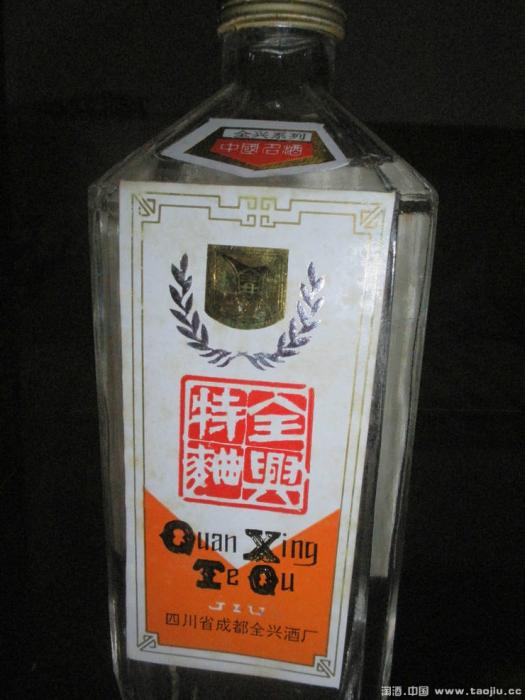 全兴系列
中國名酒
全興
特麯
Quan Xing
Te Qu
JIU
四川省成都全兴酒厂
淘酒.中国 www.taojiu.cc